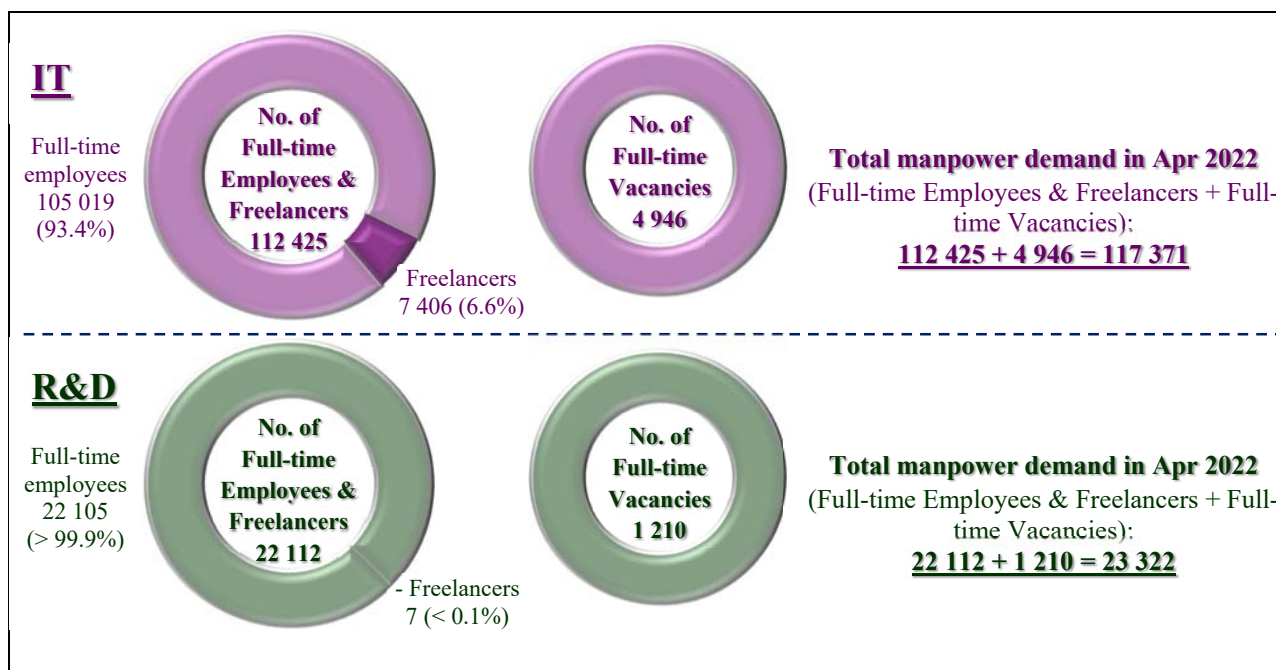 IT
Full-time
employees
105 019
(93.4%)
No. of
Full-time
Employees &
Freelancers
112 425
Freelancers
7 406 (6.6%)
No. of
Full-time
Vacancies
4 946
Total manpower demand in Apr 2022
(Full-time Employees & Freelancers + Full-
time Vacancies):
112 425 + 4 946 = 117 371
R&D
Full-time
employees
22 105
(> 99.9%)
No. of
Full-time
Employees &
Freelancers
22 112
- Freelancers
7 (< 0.1%)
No. of
Full-time
Vacancies
1 210
Total manpower demand in Apr 2022
(Full-time Employees & Freelancers + Full-
time Vacancies):
22 112 + 1 210 = 23 322